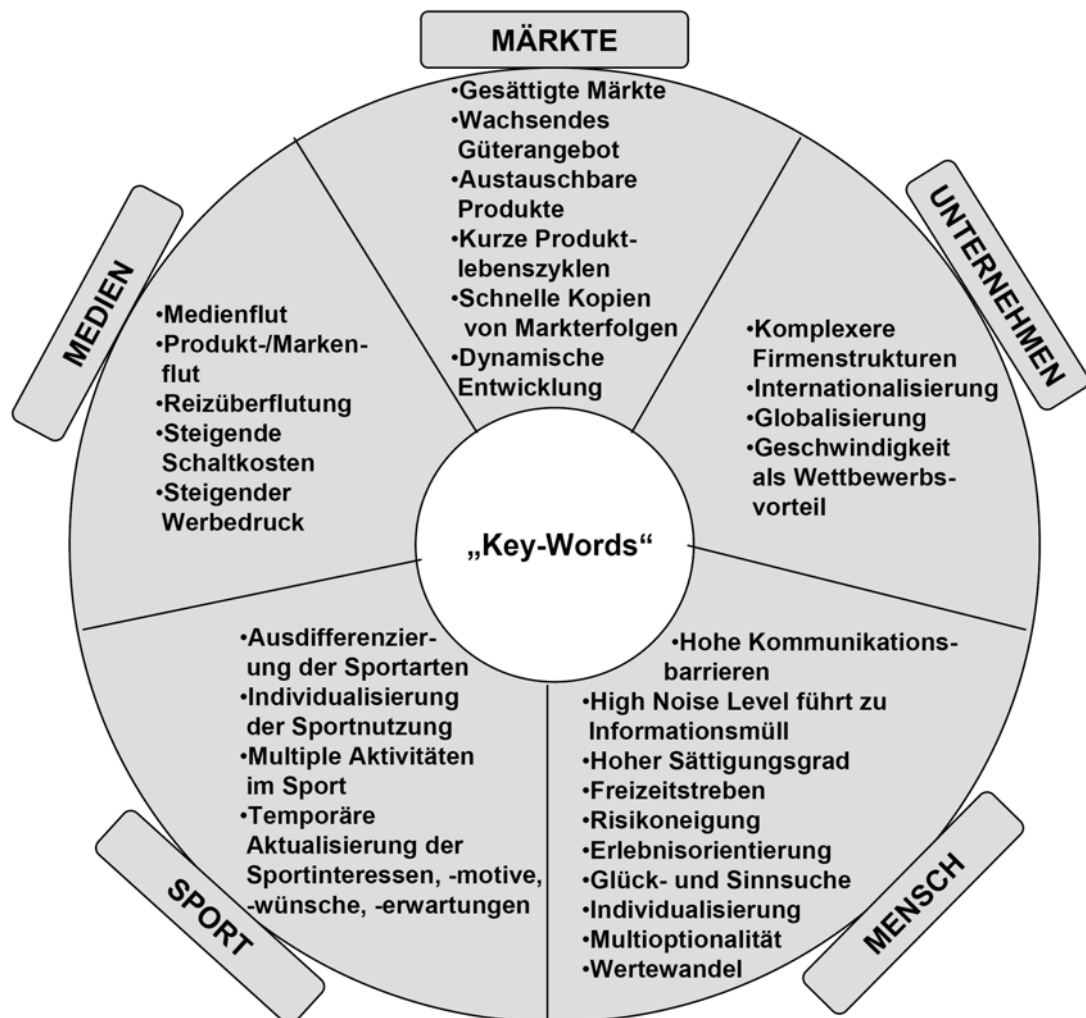 MÄRKTE
•Gesättigte Märkte
•Wachsendes
Güterangebot
•Austauschbare
Produkte
•Kurze Produkt-
lebenszyklen
•Schnelle Kopien
von Markterfolgen
•Dynamische
Entwicklung
UNTERNEHMEN
•Komplexere
Firmenstrukturen
•Internationalisierung
•Globalisierung
•Geschwindigkeit
als Wettbewerbs-
vorteil
MENSCH
•Hohe Kommunikations-
barrieren
•High Noise Level führt zu
Informationsmüll
•Hoher Sättigungsgrad
•Freizeitstreben
•Risikoneigung
•Erlebnisorientierung
•Glück- und Sinnsuche
•Individualisierung
•Multioptionalität
•Wertewandel
SPORT
•Ausdifferenzier-
ung der Sportarten
•Individualisierung
der Sportnutzung
•Multiple Aktivitäten
im Sport
•Temporäre
Aktualisierung der
Sportinteressen, -motive,
-wünsche, -erwartungen
MEDIEN
•Medienflut
•Produkt-/Marken-
flut
•Reizüberflutung
•Steigende
Schaltkosten
•Steigender
Werbedruck
„Key-Words“